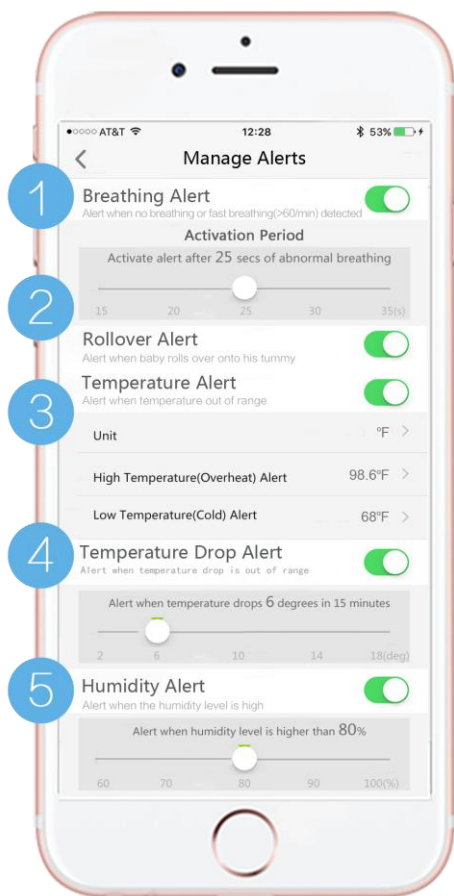 AT&T 12:28 53%
Manage Alerts
1
Breathing Alert
Alert when no breathing or fast breathing(>60/min) detected
Activation Period
Activate alert after 25 secs of abnormal breathing
2
15 20 25 30 35(s)
Rollover Alert
Alert when baby rolls over onto his tummy
3
Temperature Alert
Alert when temperature out of range
Unit °F
High Temperature(Overheat) Alert 98.6°F
Low Temperature(Cold) Alert 68°F
4
Temperature Drop Alert
Alert when temperature drop is out of range
Alert when temperature drops 6 degrees in 15 minutes
2 6 10 14 18(deg)
5
Humidity Alert
Alert when the humidity level is high
Alert when humidity level is higher than 80%
60 70 80 90 100(%)